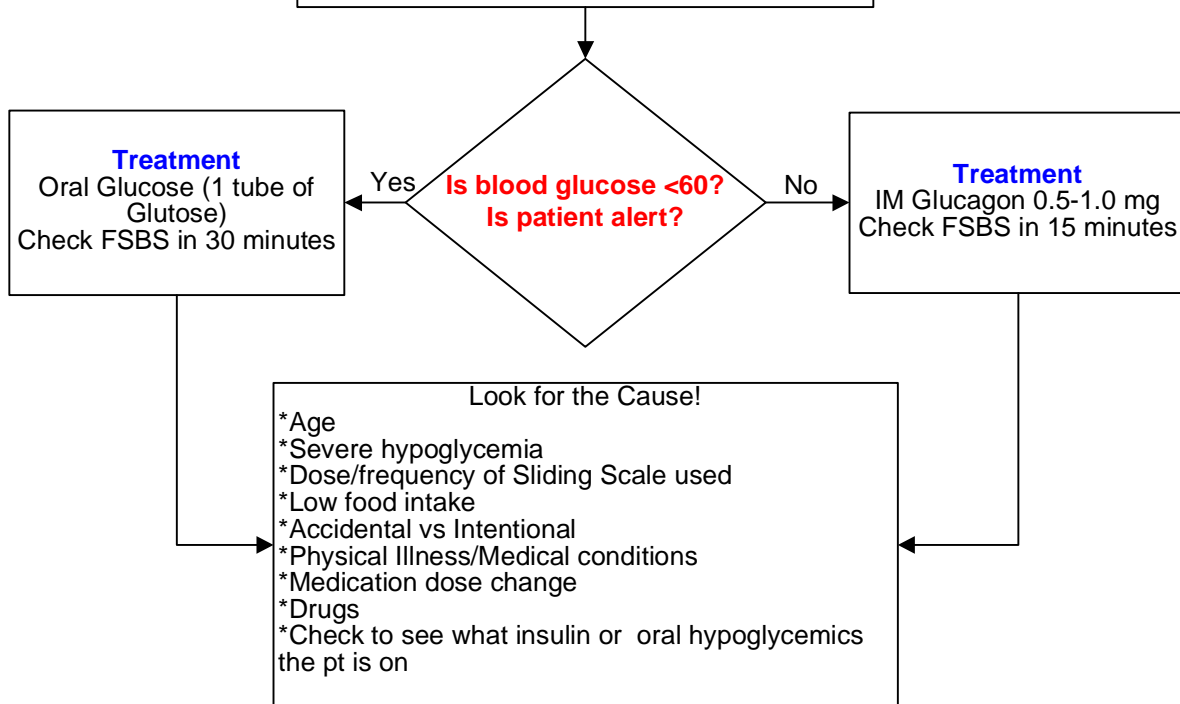 Treatment
Oral Glucose (1 tube of
Glutose)
Check FSBS in 30 minutes
Yes
Is blood glucose <60?
Is patient alert?
No
Treatment
IM Glucagon 0.5-1.0 mg
Check FSBS in 15 minutes
Look for the Cause!
*Age
*Severe hypoglycemia
*Dose/frequency of Sliding Scale used
*Low food intake
*Accidental vs Intentional
*Physical Illness/Medical conditions
*Medication dose change
*Drugs
*Check to see what insulin or  oral hypoglycemics
the pt is on